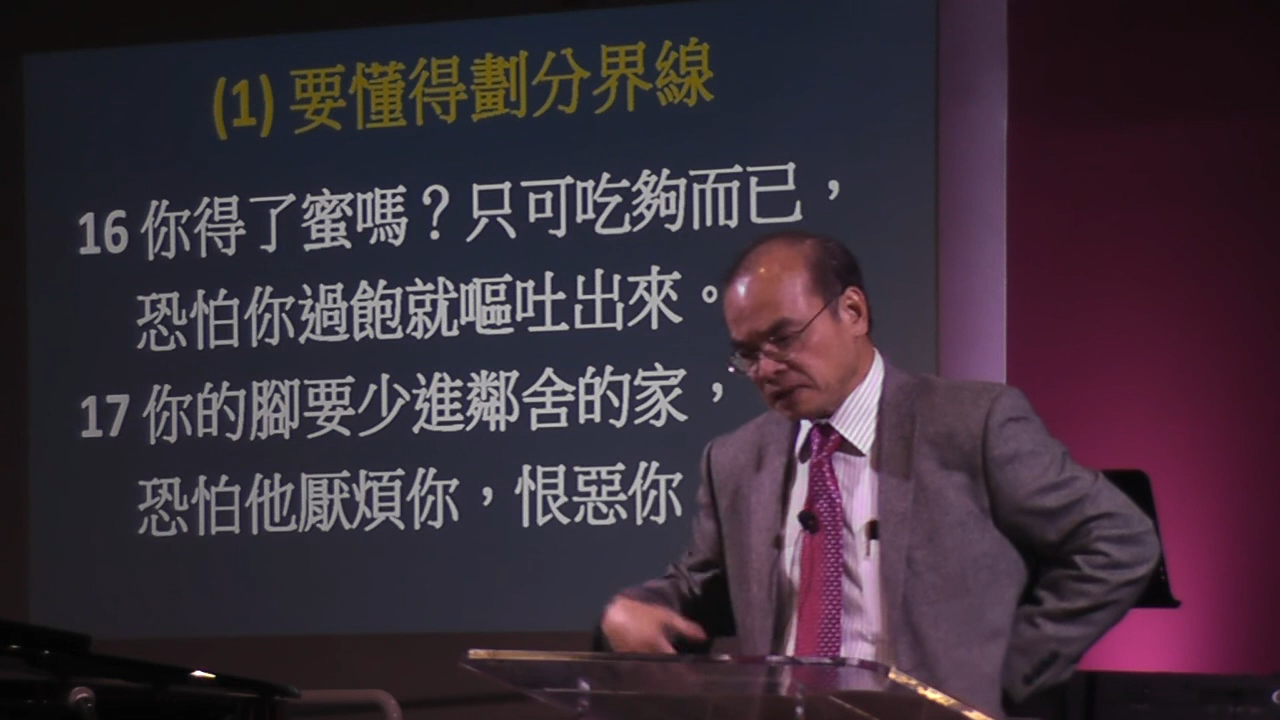 (1) 要懂得劃分界線
16 你得了蜜嗎？只可吃夠而已，
恐怕你過飽就嘔吐出來。
17 你的腳要少進鄰舍的家，
恐怕他厭煩你，恨惡你